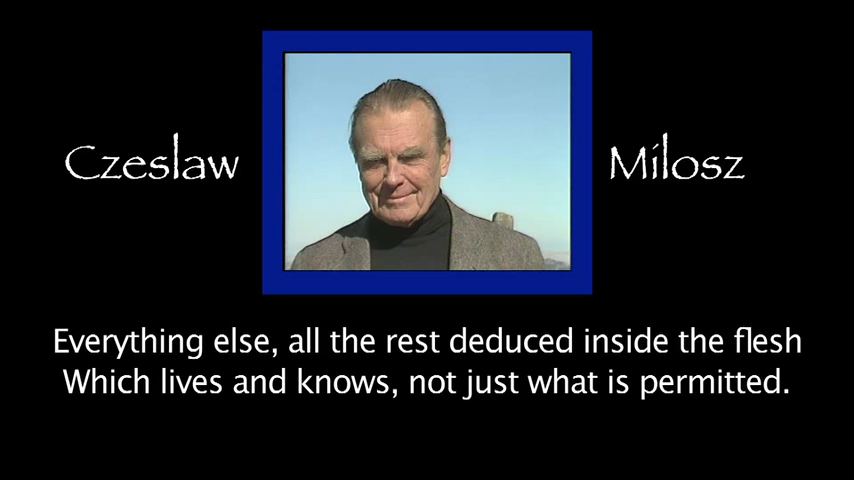 Czeslaw Milosz
Everything else, all the rest deduced inside the flesh
Which lives and knows, not just what is permitted.